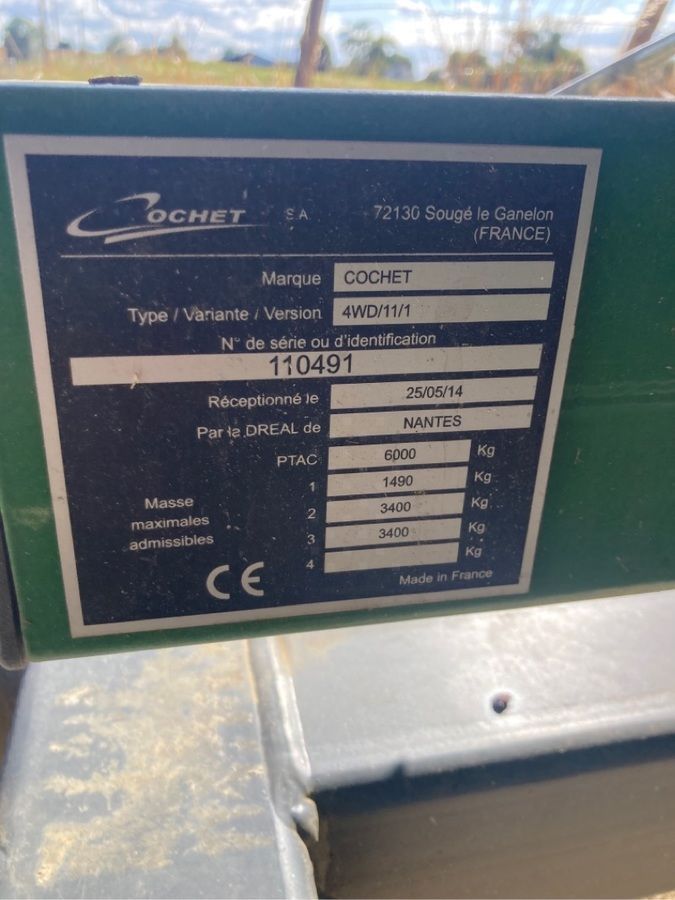 COCHET S.A. 72130 Sougé le Ganelon
(FRANCE)
Marque COCHET
Type / Variante / Version 4WD/11/1
N° de série ou d'identification
110491
Réceptionné le 25/05/14
Par la DREAL de NANTES
PTAC 6000 Kg
Masse maximales admissibles
1 1490 Kg
2 3400 Kg
3 3400 Kg
4 Kg
CE Made in France